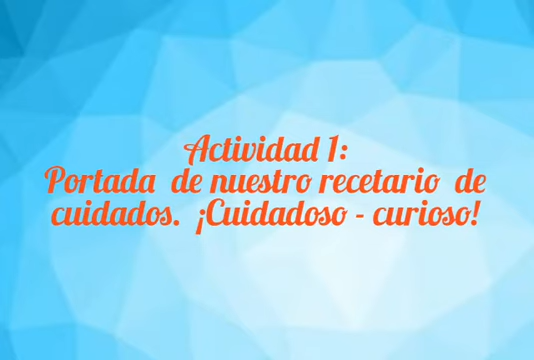 Actividad 1:
Portada de nuestro recetario de
cuidados. ¡Cuidadoso - curioso!